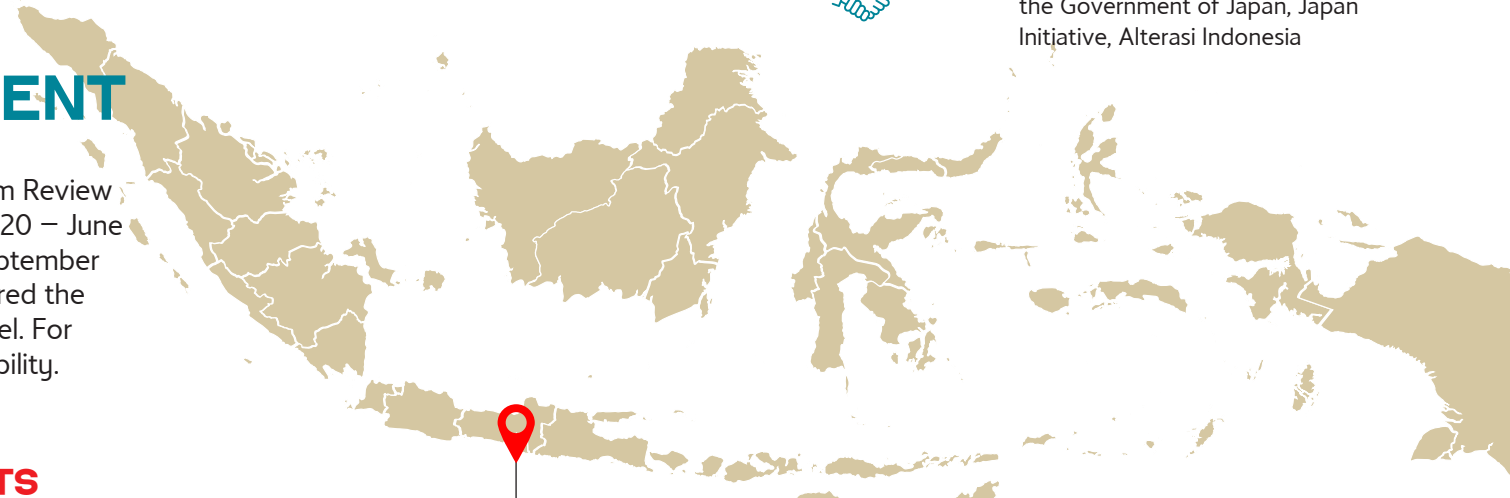 the Government of Japan, Japan
Initiative, Alterasi Indonesia
ENT
m Review
20 – June
ptember
red the
el. For
bility.
TS